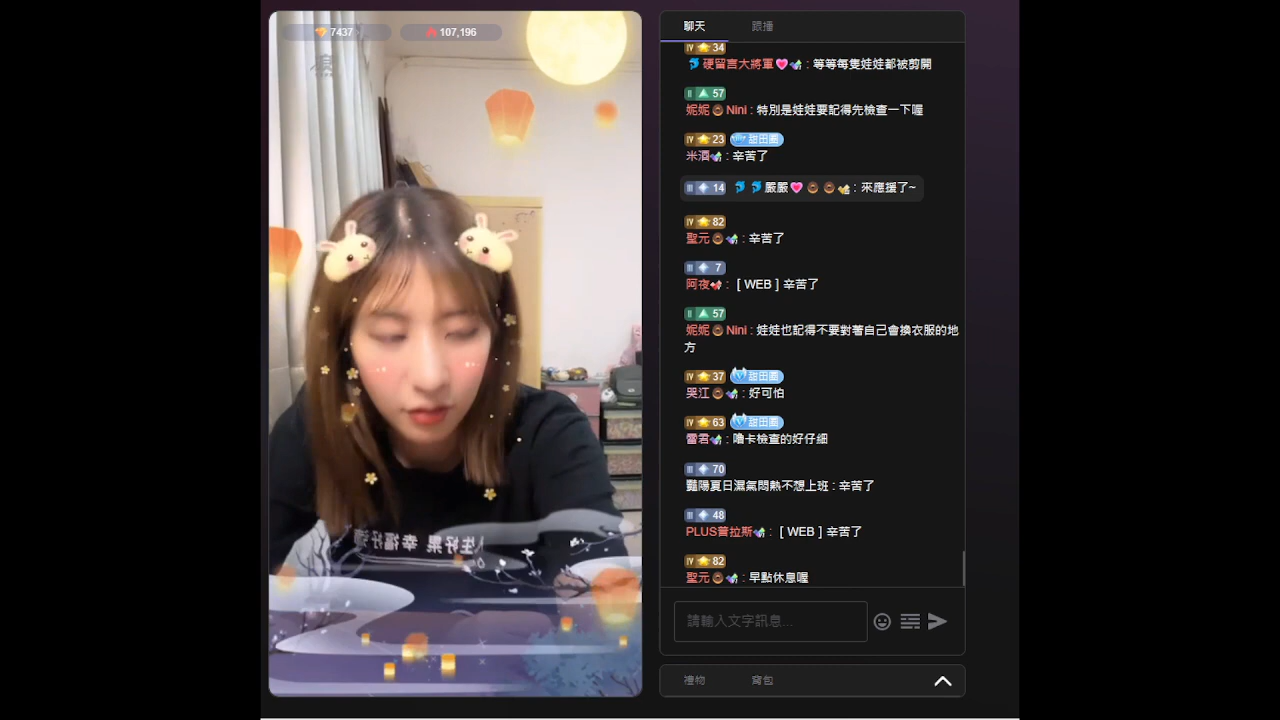 7437
107,196
聊天
跟播
IV 34
硬留言大將軍 : 等等每隻娃娃都被剪開
II 57
妮妮 Nini : 特別是娃娃要記得先檢查一下喔
IV 23 甜田圈
米酒 : 辛苦了
III 14 嚴嚴 : 來應援了~
IV 82
聖元 : 辛苦了
III 7
阿夜 : [ WEB ] 辛苦了
II 57
妮妮 Nini : 娃娃也記得不要對著自己會換衣服的地
方
IV 37 甜田圈
哭江 : 好可怕
IV 63 甜田圈
雷君 : 嚕卡檢查的好仔細
III 70
豔陽夏日濕氣悶熱不想上班 : 辛苦了
III 48
PLUS普拉斯 : [ WEB ] 辛苦了
IV 82
聖元 : 早點休息喔
請輸入文字訊息...
禮物
背包